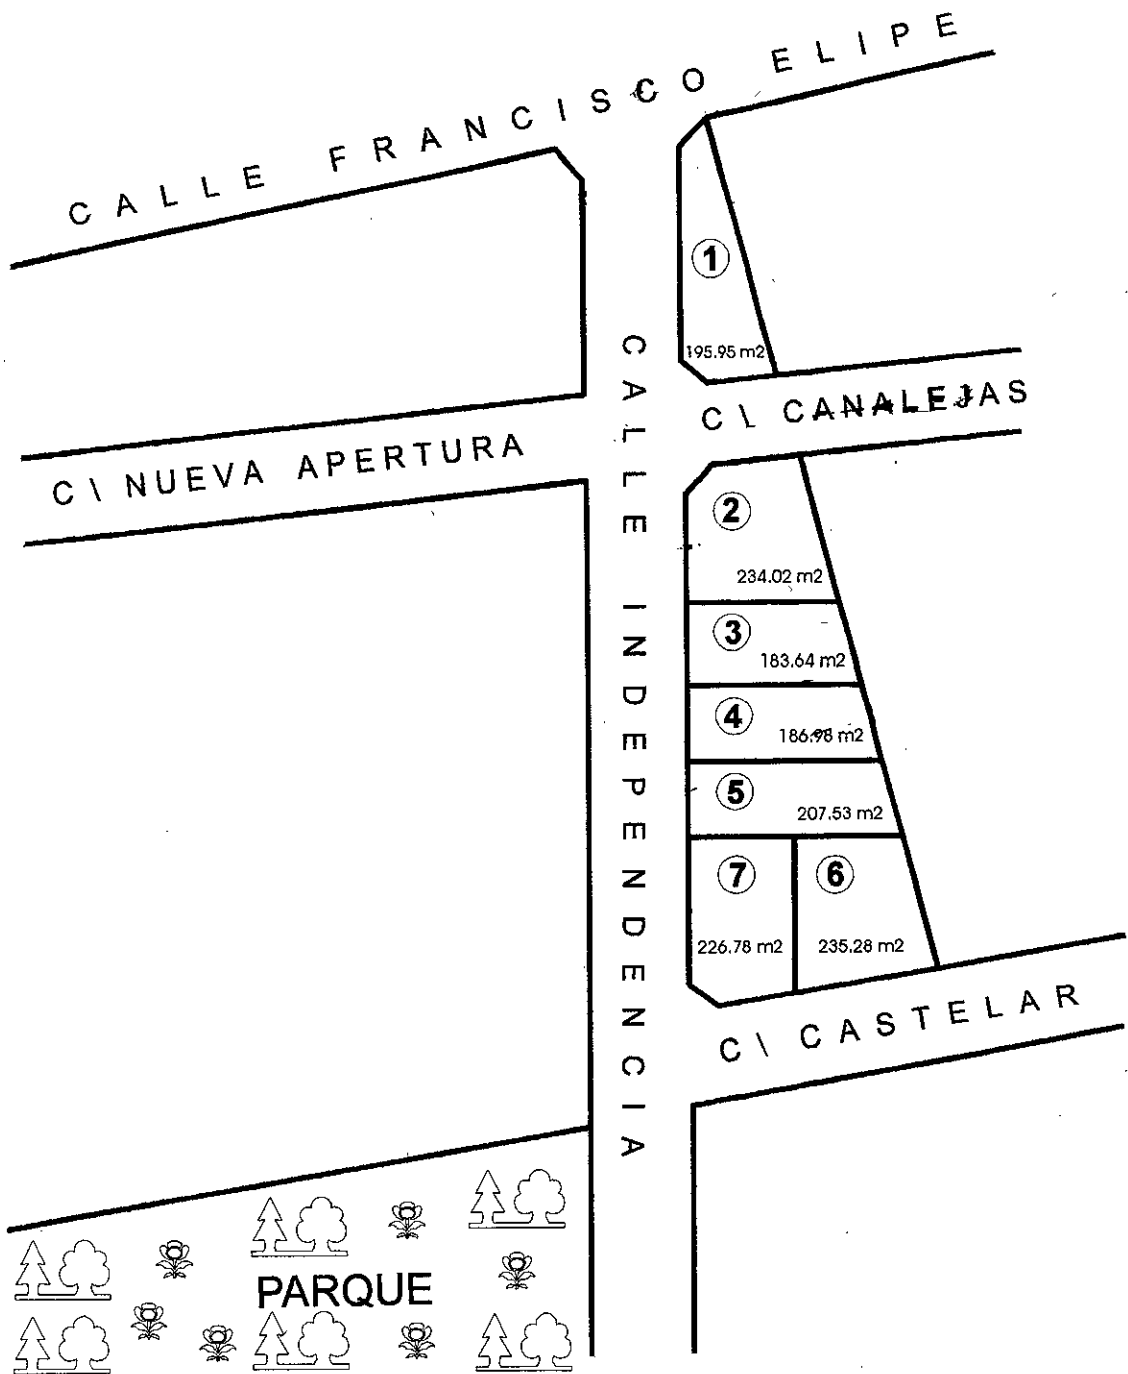 CALLE FRANCISCO ELIPE
1
195.95 m2
CALLE INDEPENDENCIA
C\ CANALEJAS
C\ NUEVA APERTURA
2
234.02 m2
3
183.64 m2
4
186.98 m2
5
207.53 m2
7
6
226.78 m2
235.28 m2
C\ CASTELAR
PARQUE